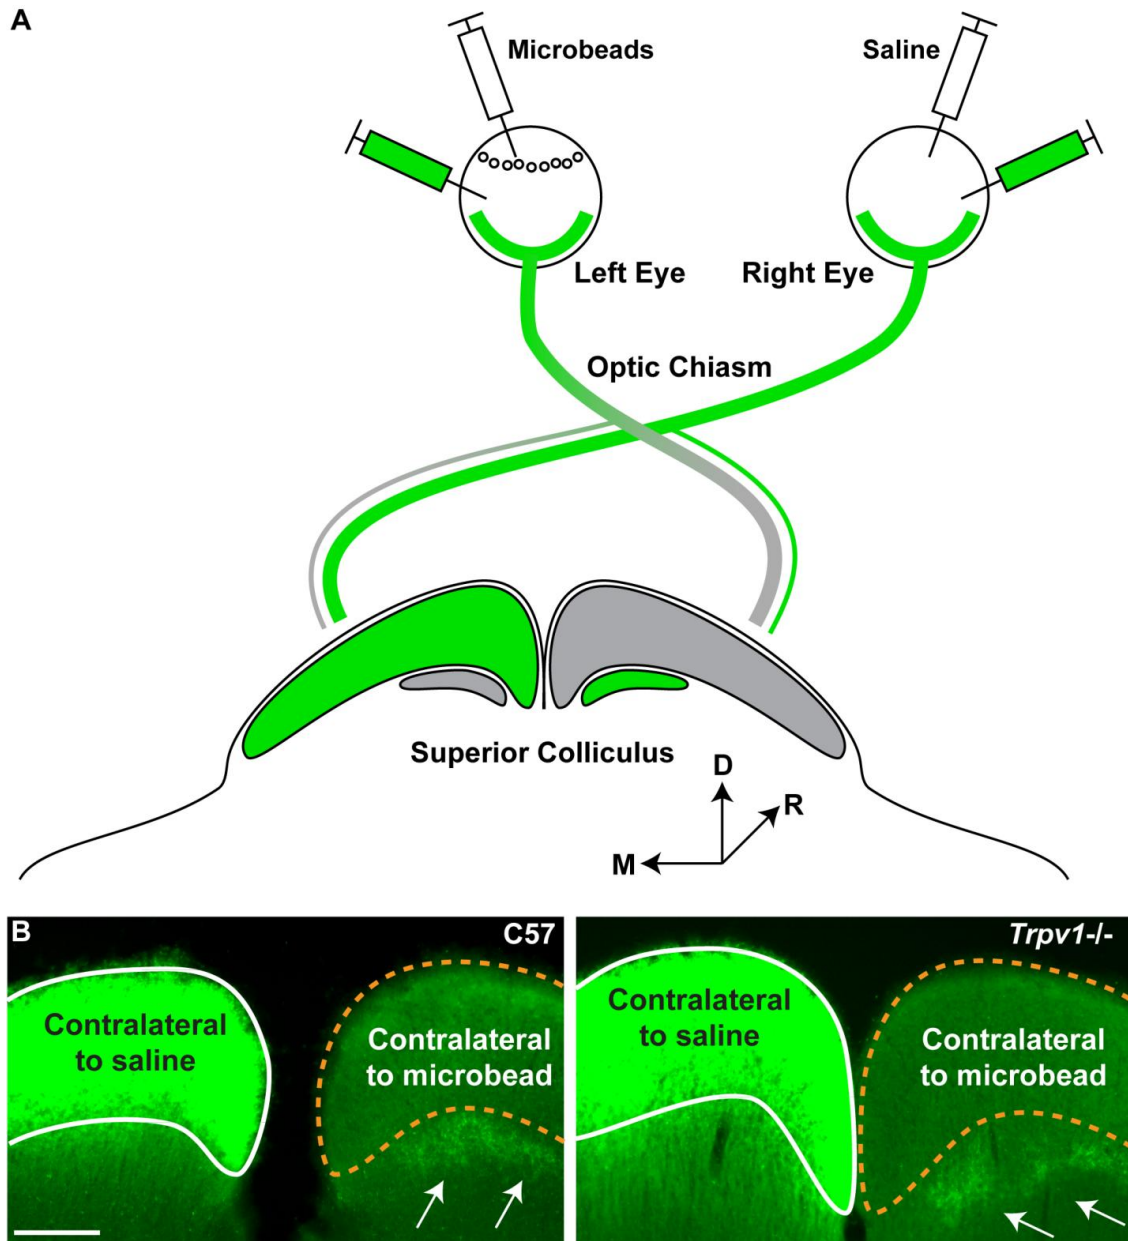 A
Microbeads
Saline
Left Eye
Right Eye
Optic Chiasm
Superior Colliculus
D
R
M
B
C57
Contralateral
to saline
Contralateral
to microbead
Trpv1-/-
Contralateral
to saline
Contralateral
to microbead